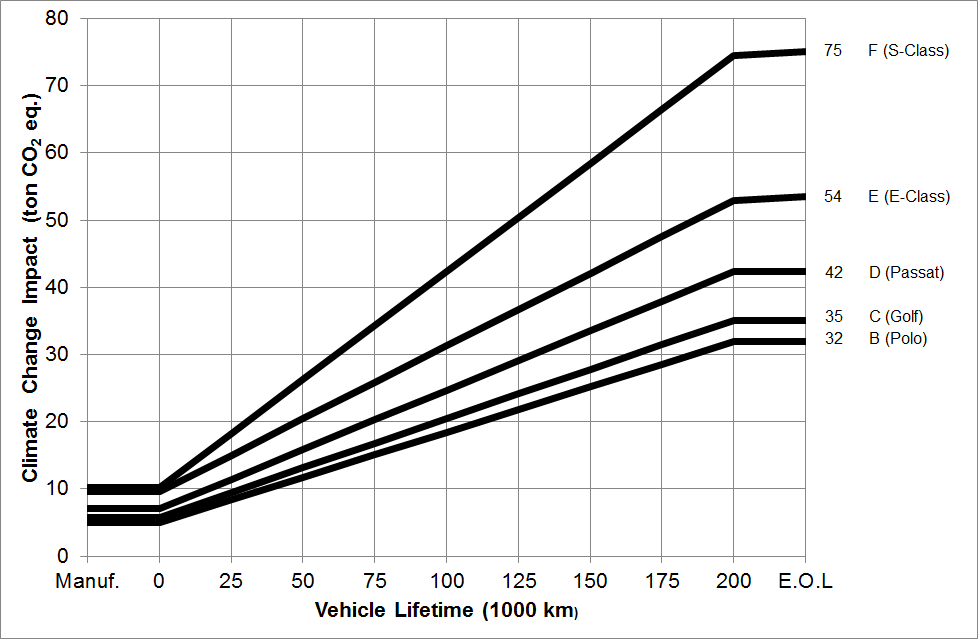 80
70
60
50
40
30
20
10
0
Climate Change Impact (ton CO₂ eq.)
75 F (S-Class)
54 E (E-Class)
42 D (Passat)
35 C (Golf)
32 B (Polo)
Manuf. 0 25 50 75 100 125 150 175 200 E.O.L
Vehicle Lifetime (1000 km)